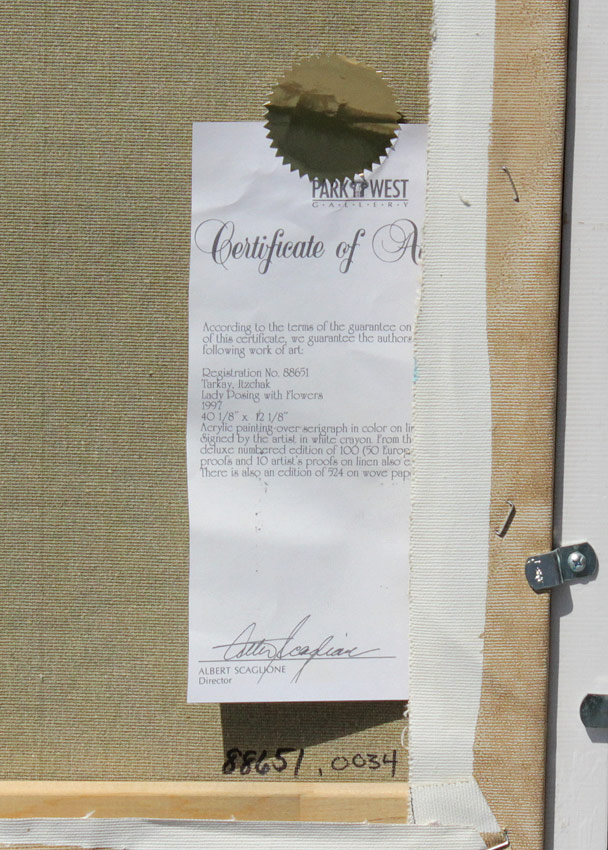 PARK WEST
G·A·L·L·E·R·Y
Certificate of A
According to the terms of the guarantee on
of this certificate, we guarantee the authors
following work of art:
Registration No. 88651
Tarkay, Itzchak
Lady Posing with Flowers
1997
40 1/8" x 12 1/8"
Acrylic painting over serigraph in color on li
Signed by the artist in white crayon. From th
deluxe numbered edition of 100 (50 Europ
proofs and 10 artist's proofs on linen also e
There is also an edition of 524 on wove pap
ALBERT SCAGLIONE
Director
88651.0034